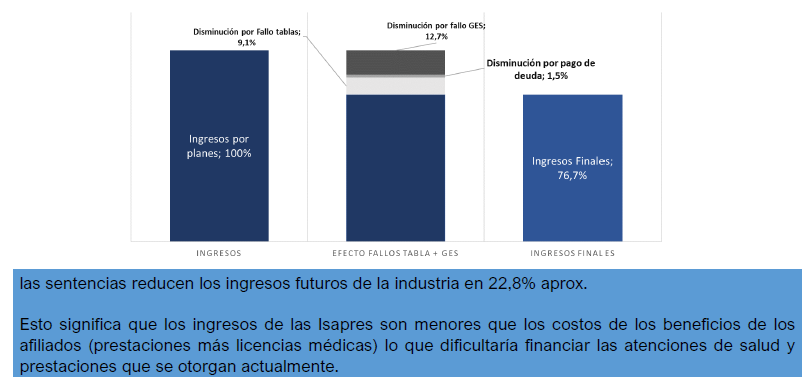 Disminución por Fallo tablas;
9,1%
Disminución por fallo GES;
12,7%
Disminución por pago de
deuda; 1,5%
Ingresos por
planes; 100%
Ingresos Finales;
76,7%
INGRESOS
EFECTO FALLOS TABLA + GES
INGRESOS FINALES
las sentencias reducen los ingresos futuros de la industria en 22,8% aprox.
Esto significa que los ingresos de las Isapres son menores que los costos de los beneficios de los
afiliados (prestaciones más licencias médicas) lo que dificultaría financiar las atenciones de salud y
prestaciones que se otorgan actualmente.